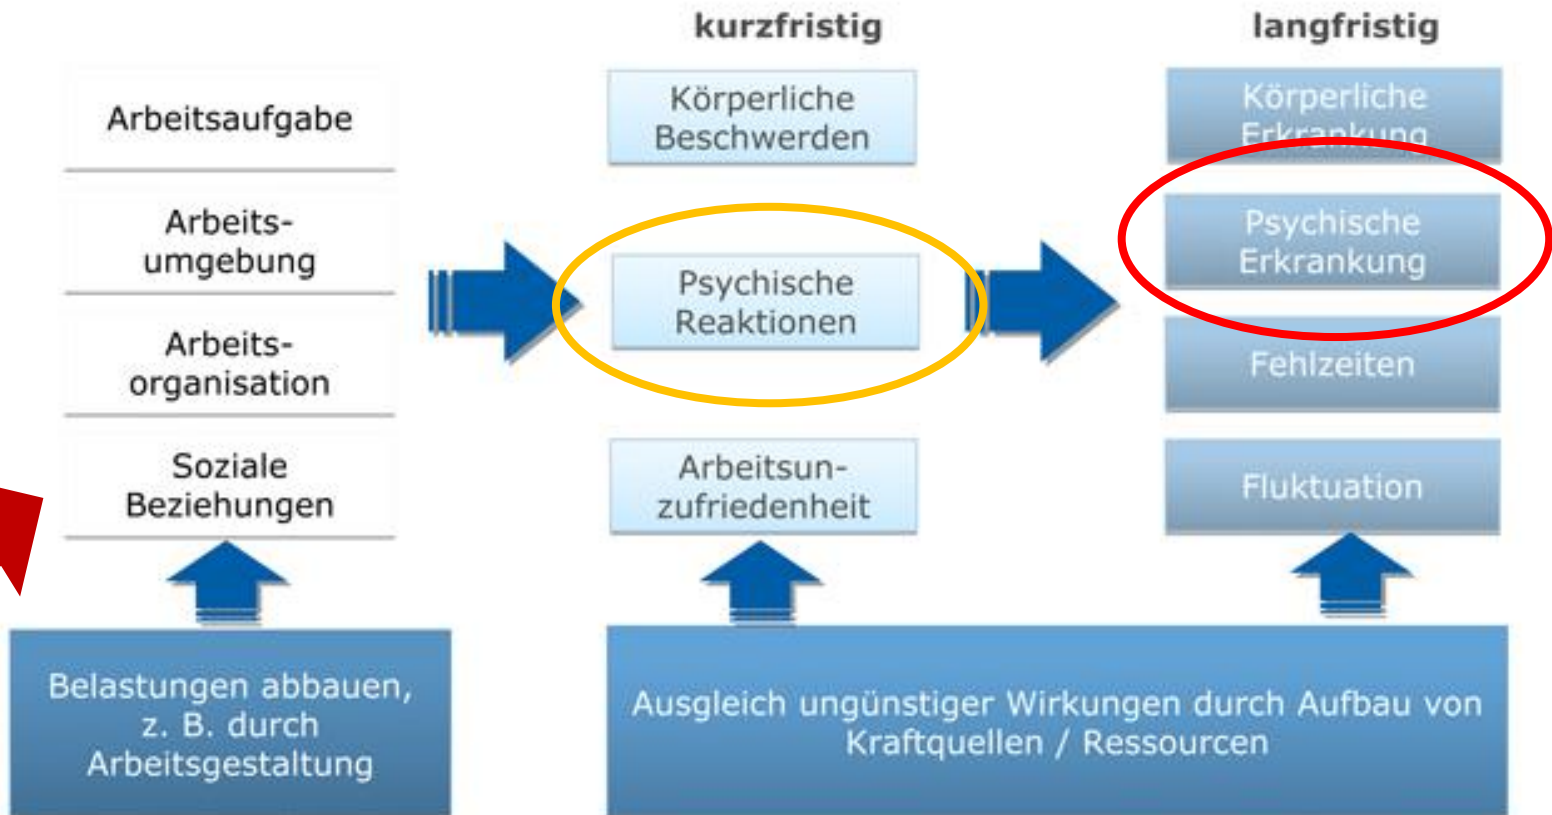 kurzfristig
langfristig
Arbeitsaufgabe
Arbeits-
umgebung
Arbeits-
organisation
Soziale
Beziehungen
Körperliche
Beschwerden
Psychische
Reaktionen
Arbeitsun-
zufriedenheit
Körperliche
Erkrankung
Psychische
Erkrankung
Fehlzeiten
Fluktuation
Belastungen abbauen,
z. B. durch
Arbeitsgestaltung
Ausgleich ungünstiger Wirkungen durch Aufbau von
Kraftquellen / Ressourcen